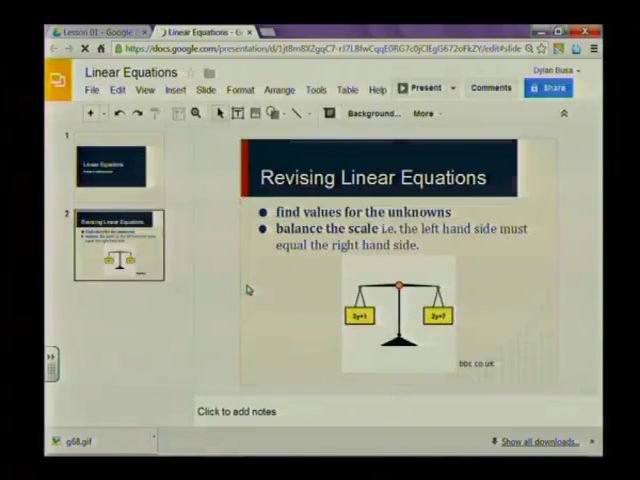 Lesson 01 - Google
Linear Equations - G
Dylan Busa
Linear Equations
File Edit View Insert Slide Format Arrange Tools Table Help
Present
Comments
Share
Background...
More
1
Linear Equations
2
Revising Linear Equations
Revising Linear Equations
find values for the unknowns
balance the scale i.e. the left hand side must
equal the right hand side.
2y+7
bbc.co.uk
Click to add notes
g68.gif
Show all downloads...